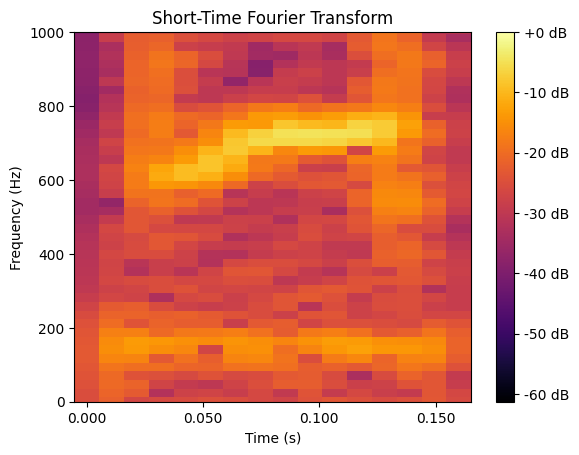 Short-Time Fourier Transform
1000
800
600
400
200
0
Frequency (Hz)
0.000
0.050
0.100
0.150
Time (s)
+0 dB
-10 dB
-20 dB
-30 dB
-40 dB
-50 dB
-60 dB